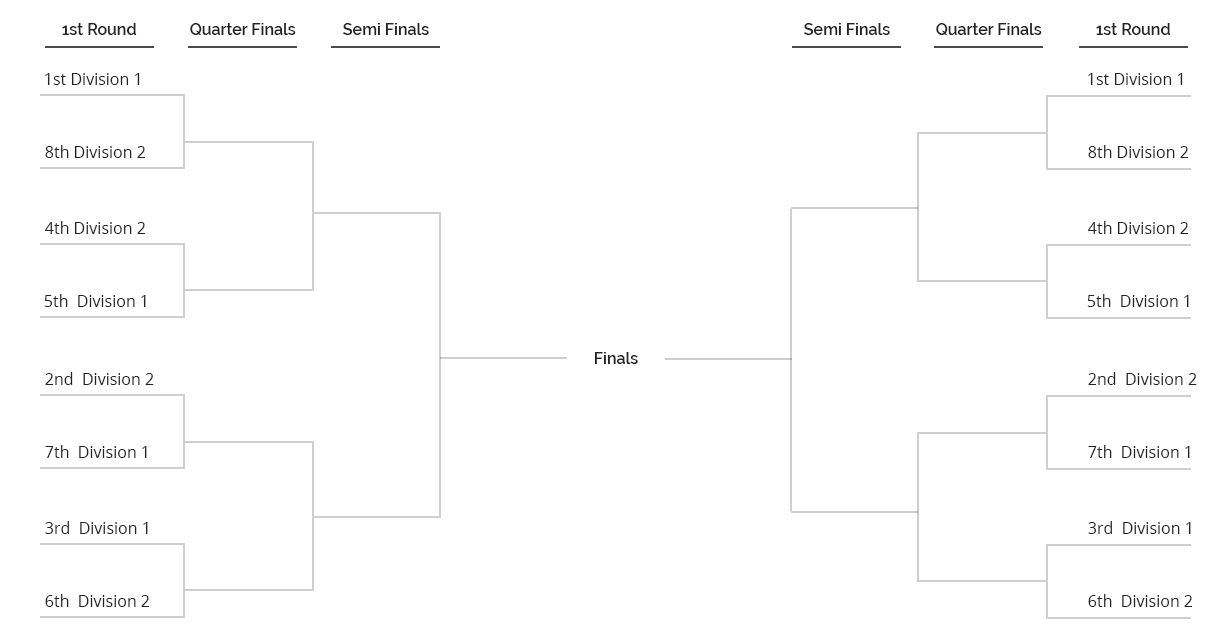 1st Round
Quarter Finals
Semi Finals
Semi Finals
Quarter Finals
1st Round
1st Division 1
8th Division 2
4th Division 2
5th  Division 1
2nd  Division 2
7th  Division 1
3rd  Division 1
6th  Division 2
Finals
1st Division 1
8th Division 2
4th Division 2
5th  Division 1
2nd  Division 2
7th  Division 1
3rd  Division 1
6th  Division 2